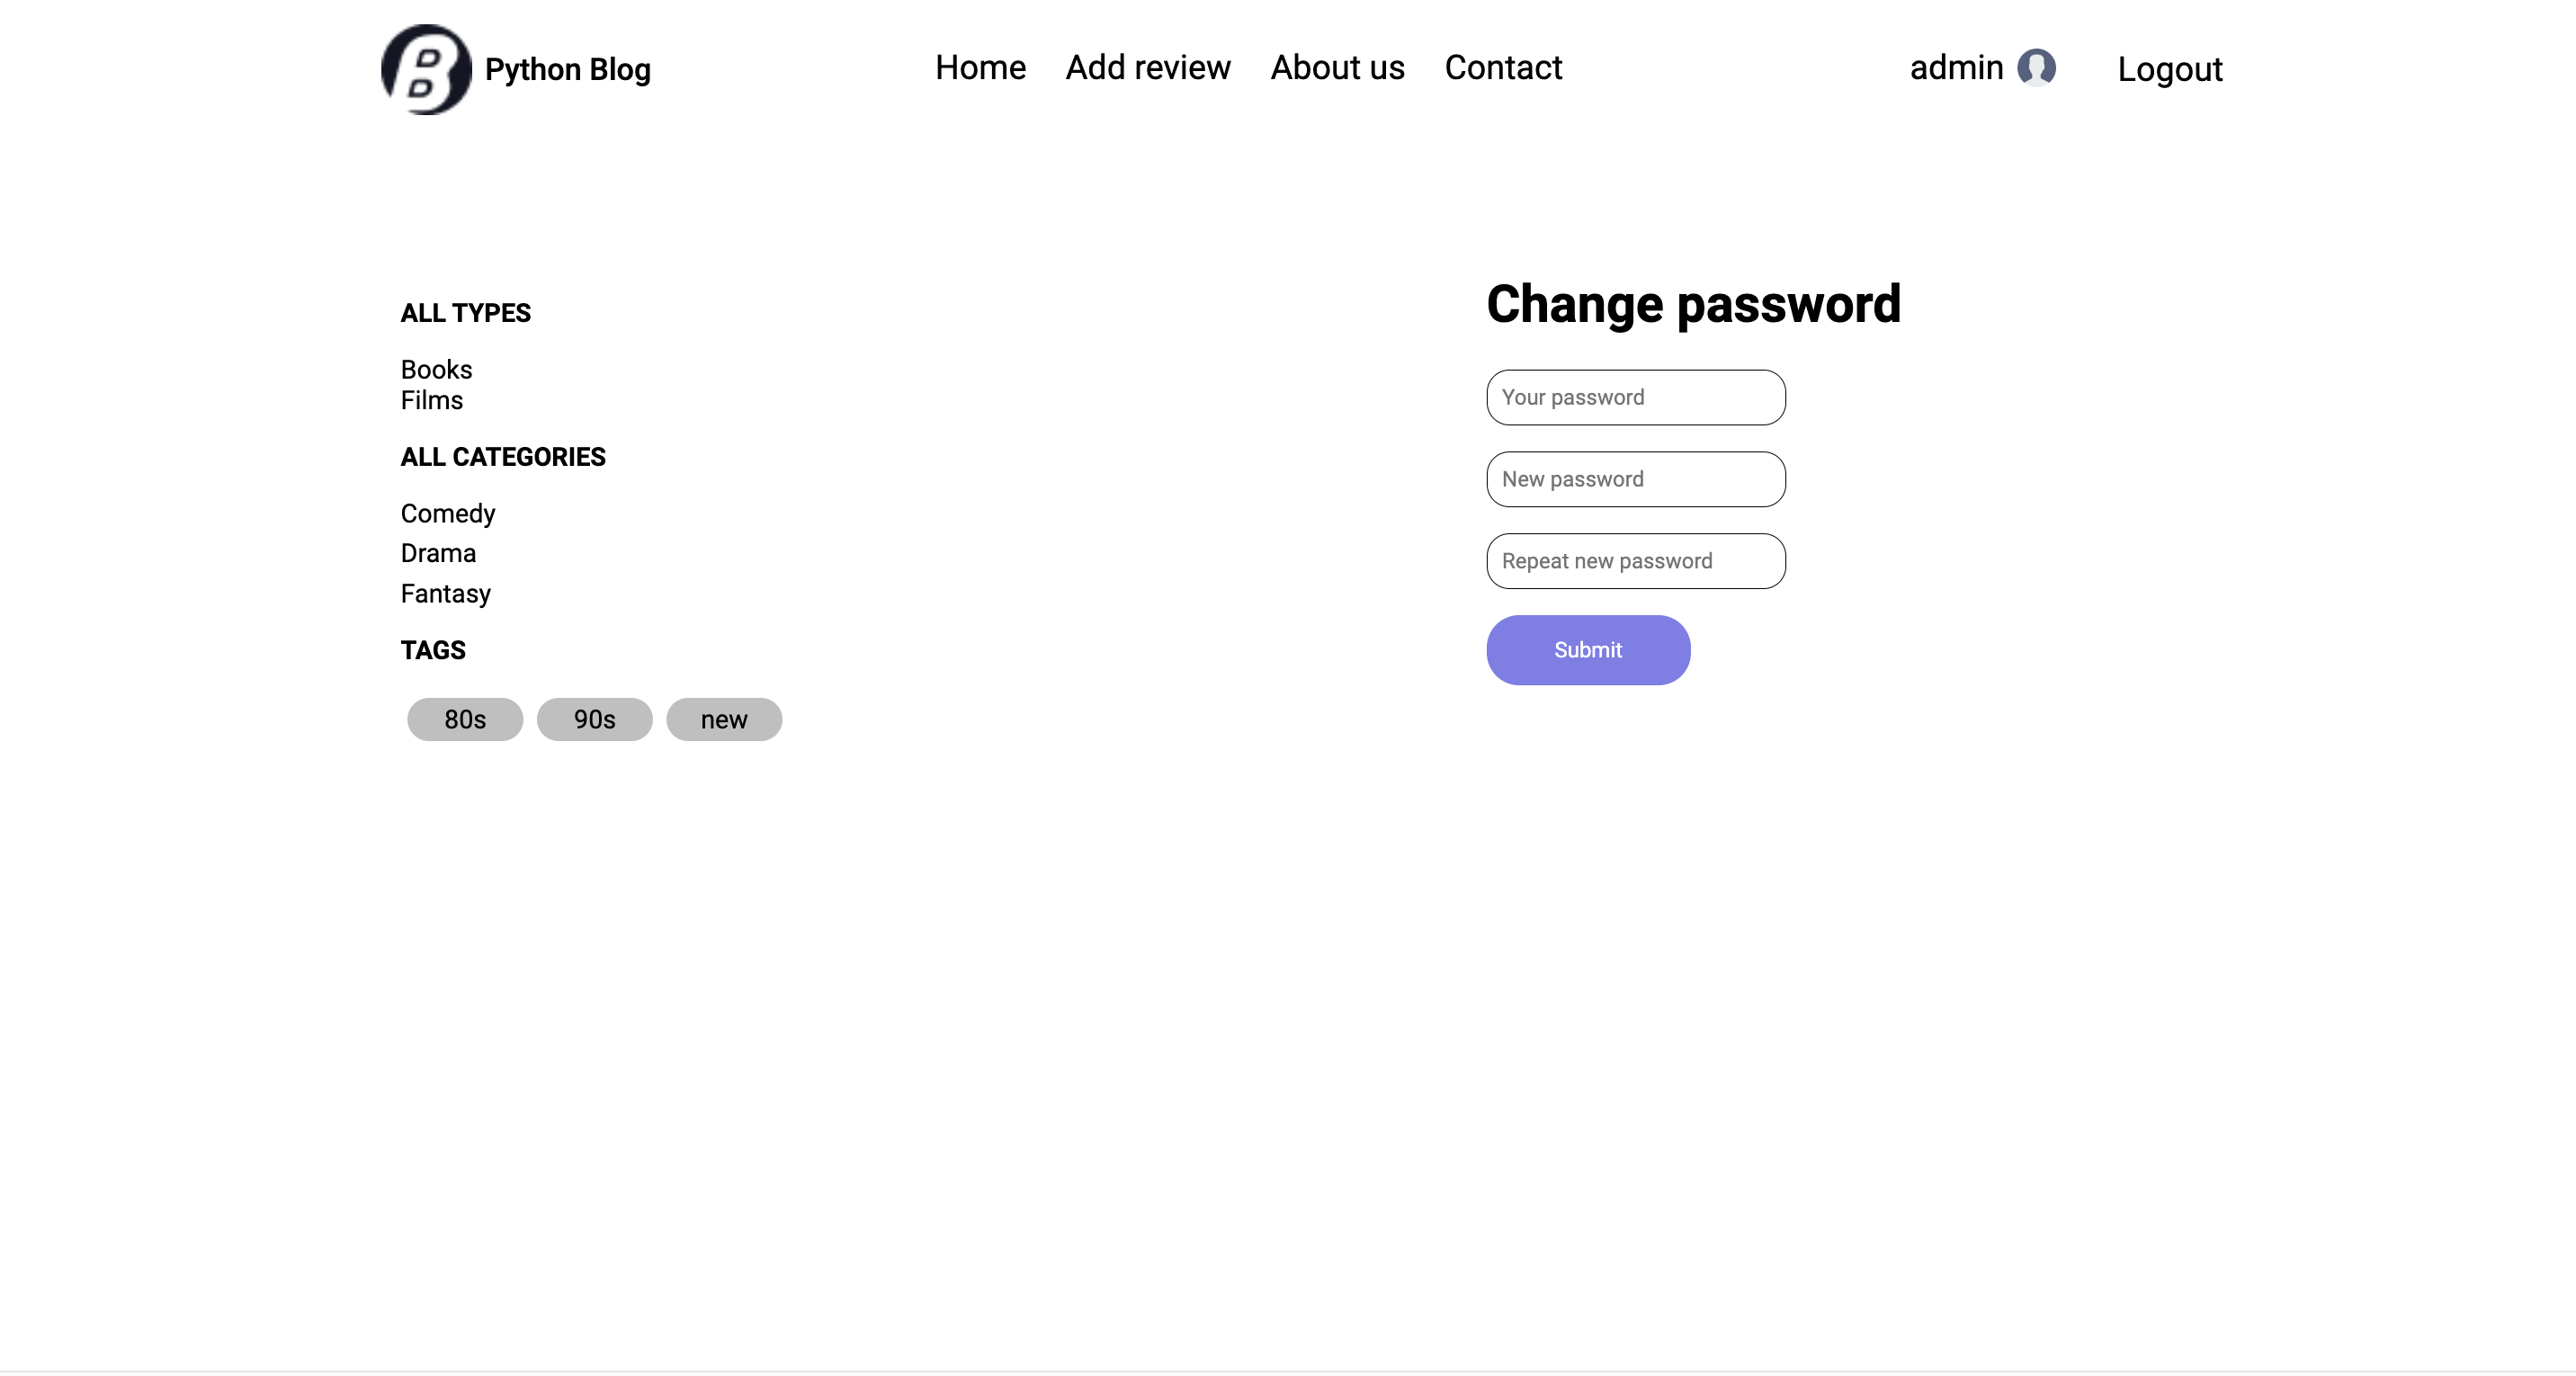 Python Blog
Home Add review About us Contact
admin Logout
ALL TYPES
Books
Films
ALL CATEGORIES
Comedy
Drama
Fantasy
TAGS
80s 90s new
Change password
Your password
New password
Repeat new password
Submit